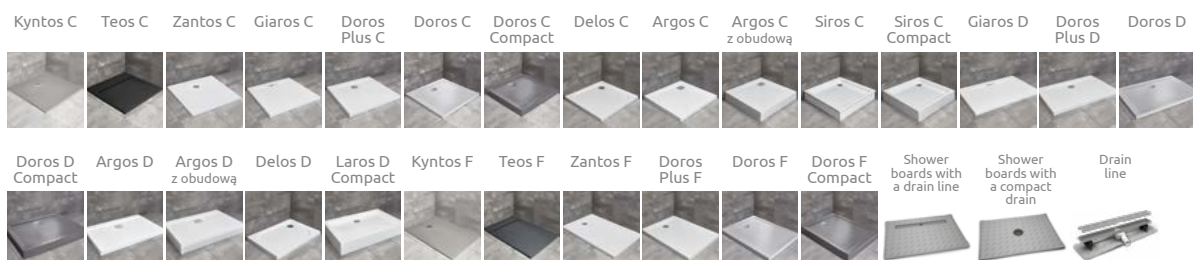 Kyntos C
Teos C
Zantos C
Giaros C
Doros
Plus C
Doros C
Doros C
Compact
Delos C
Argos C
Argos C
z obudową
Siros C
Siros C
Compact
Giaros D
Doros
Plus D
Doros D
Doros D
Compact
Argos D
Argos D
z obudową
Delos D
Laros D
Compact
Kyntos F
Teos F
Zantos F
Doros
Plus F
Doros F
Doros F
Compact
Shower
boards with
a drain line
Shower
boards with
a compact
drain
Drain
line